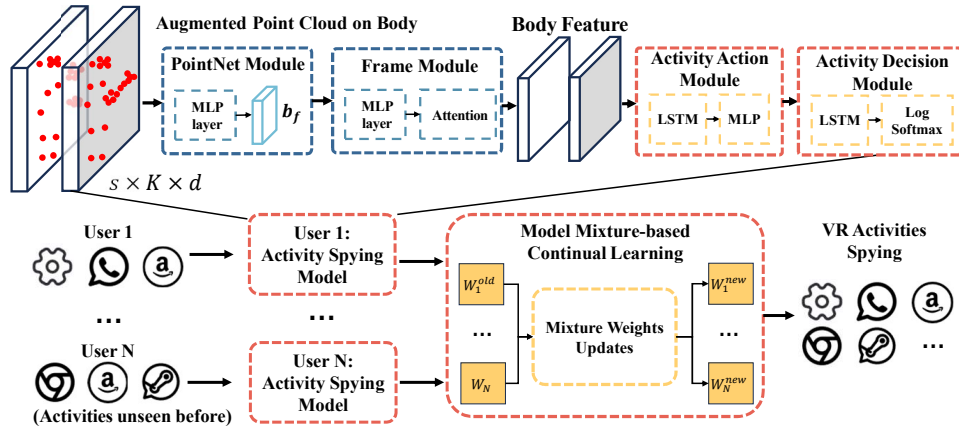 Augmented Point Cloud on Body
Body Feature
PointNet Module
MLP
layer
b_f
Frame Module
MLP
layer
Attention
Activity Action
Module
LSTM
MLP
Activity Decision
Module
LSTM
Log
Softmax
s × K × d
User 1
a
...
User 1:
Activity Spying
Model
...
User N
a
(Activities unseen before)
User N:
Activity Spying
Model
Model Mixture-based
Continual Learning
W_1^{old}
...
W_N
Mixture Weights
Updates
W_1^{new}
...
W_N^{new}
VR Activities
Spying
a
...